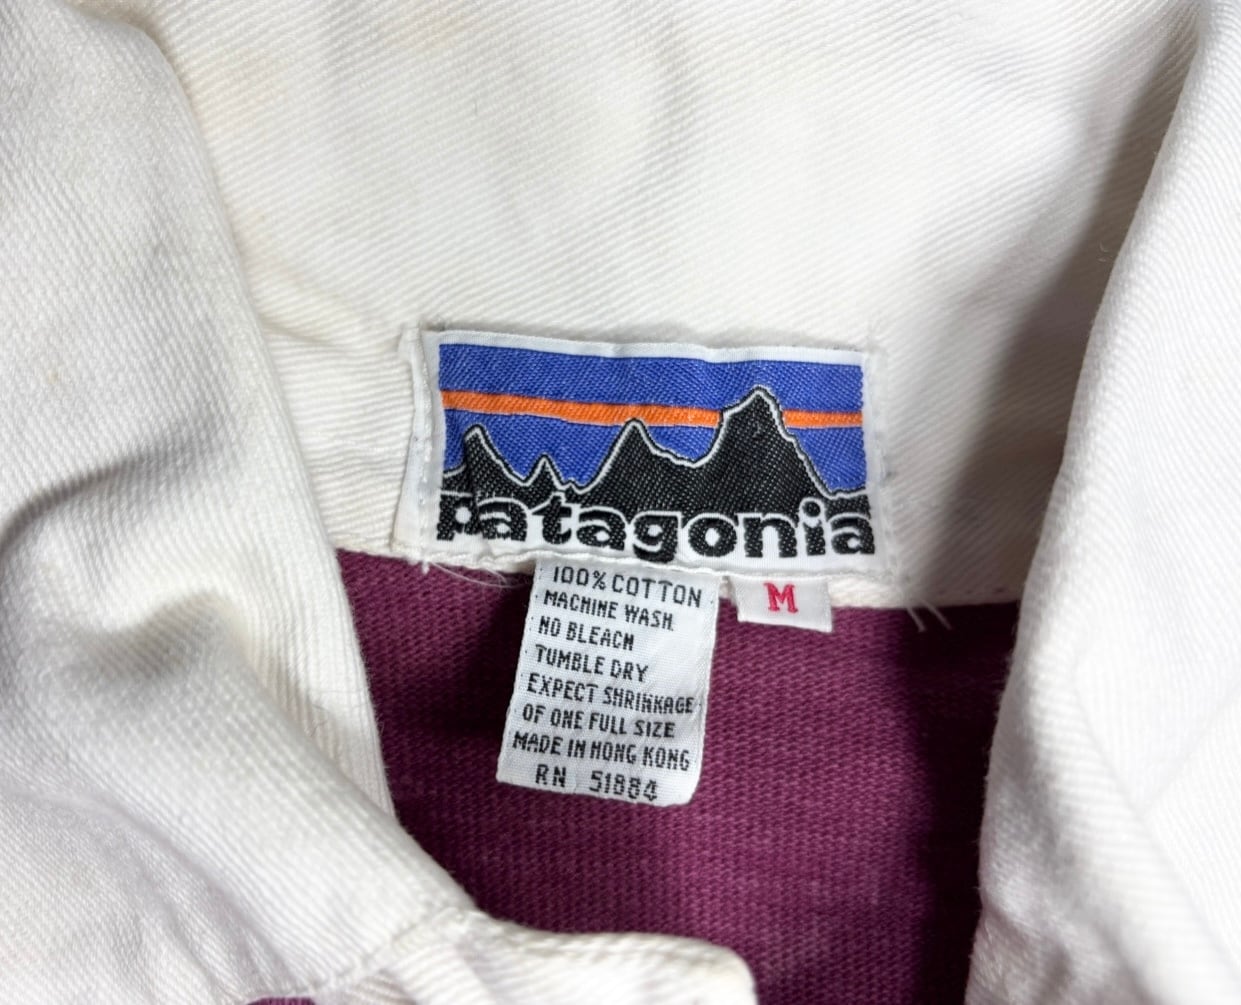 patagonia
M
100% COTTON
MACHINE WASH
NO BLEACH
TUMBLE DRY
EXPECT SHRINKAGE
OF ONE FULL SIZE
MADE IN HONG KONG
RN 51884